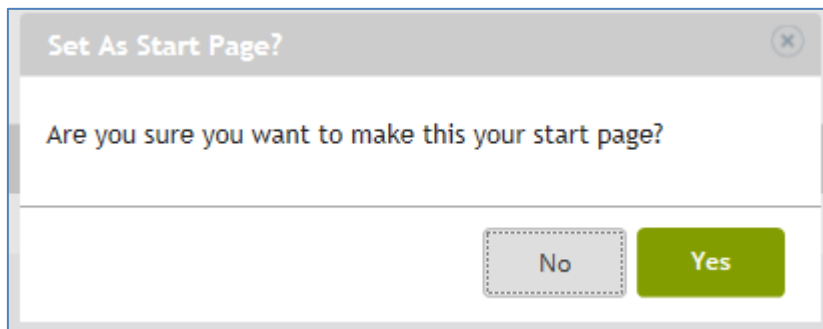 Set As Start Page?
Are you sure you want to make this your start page?
No
Yes